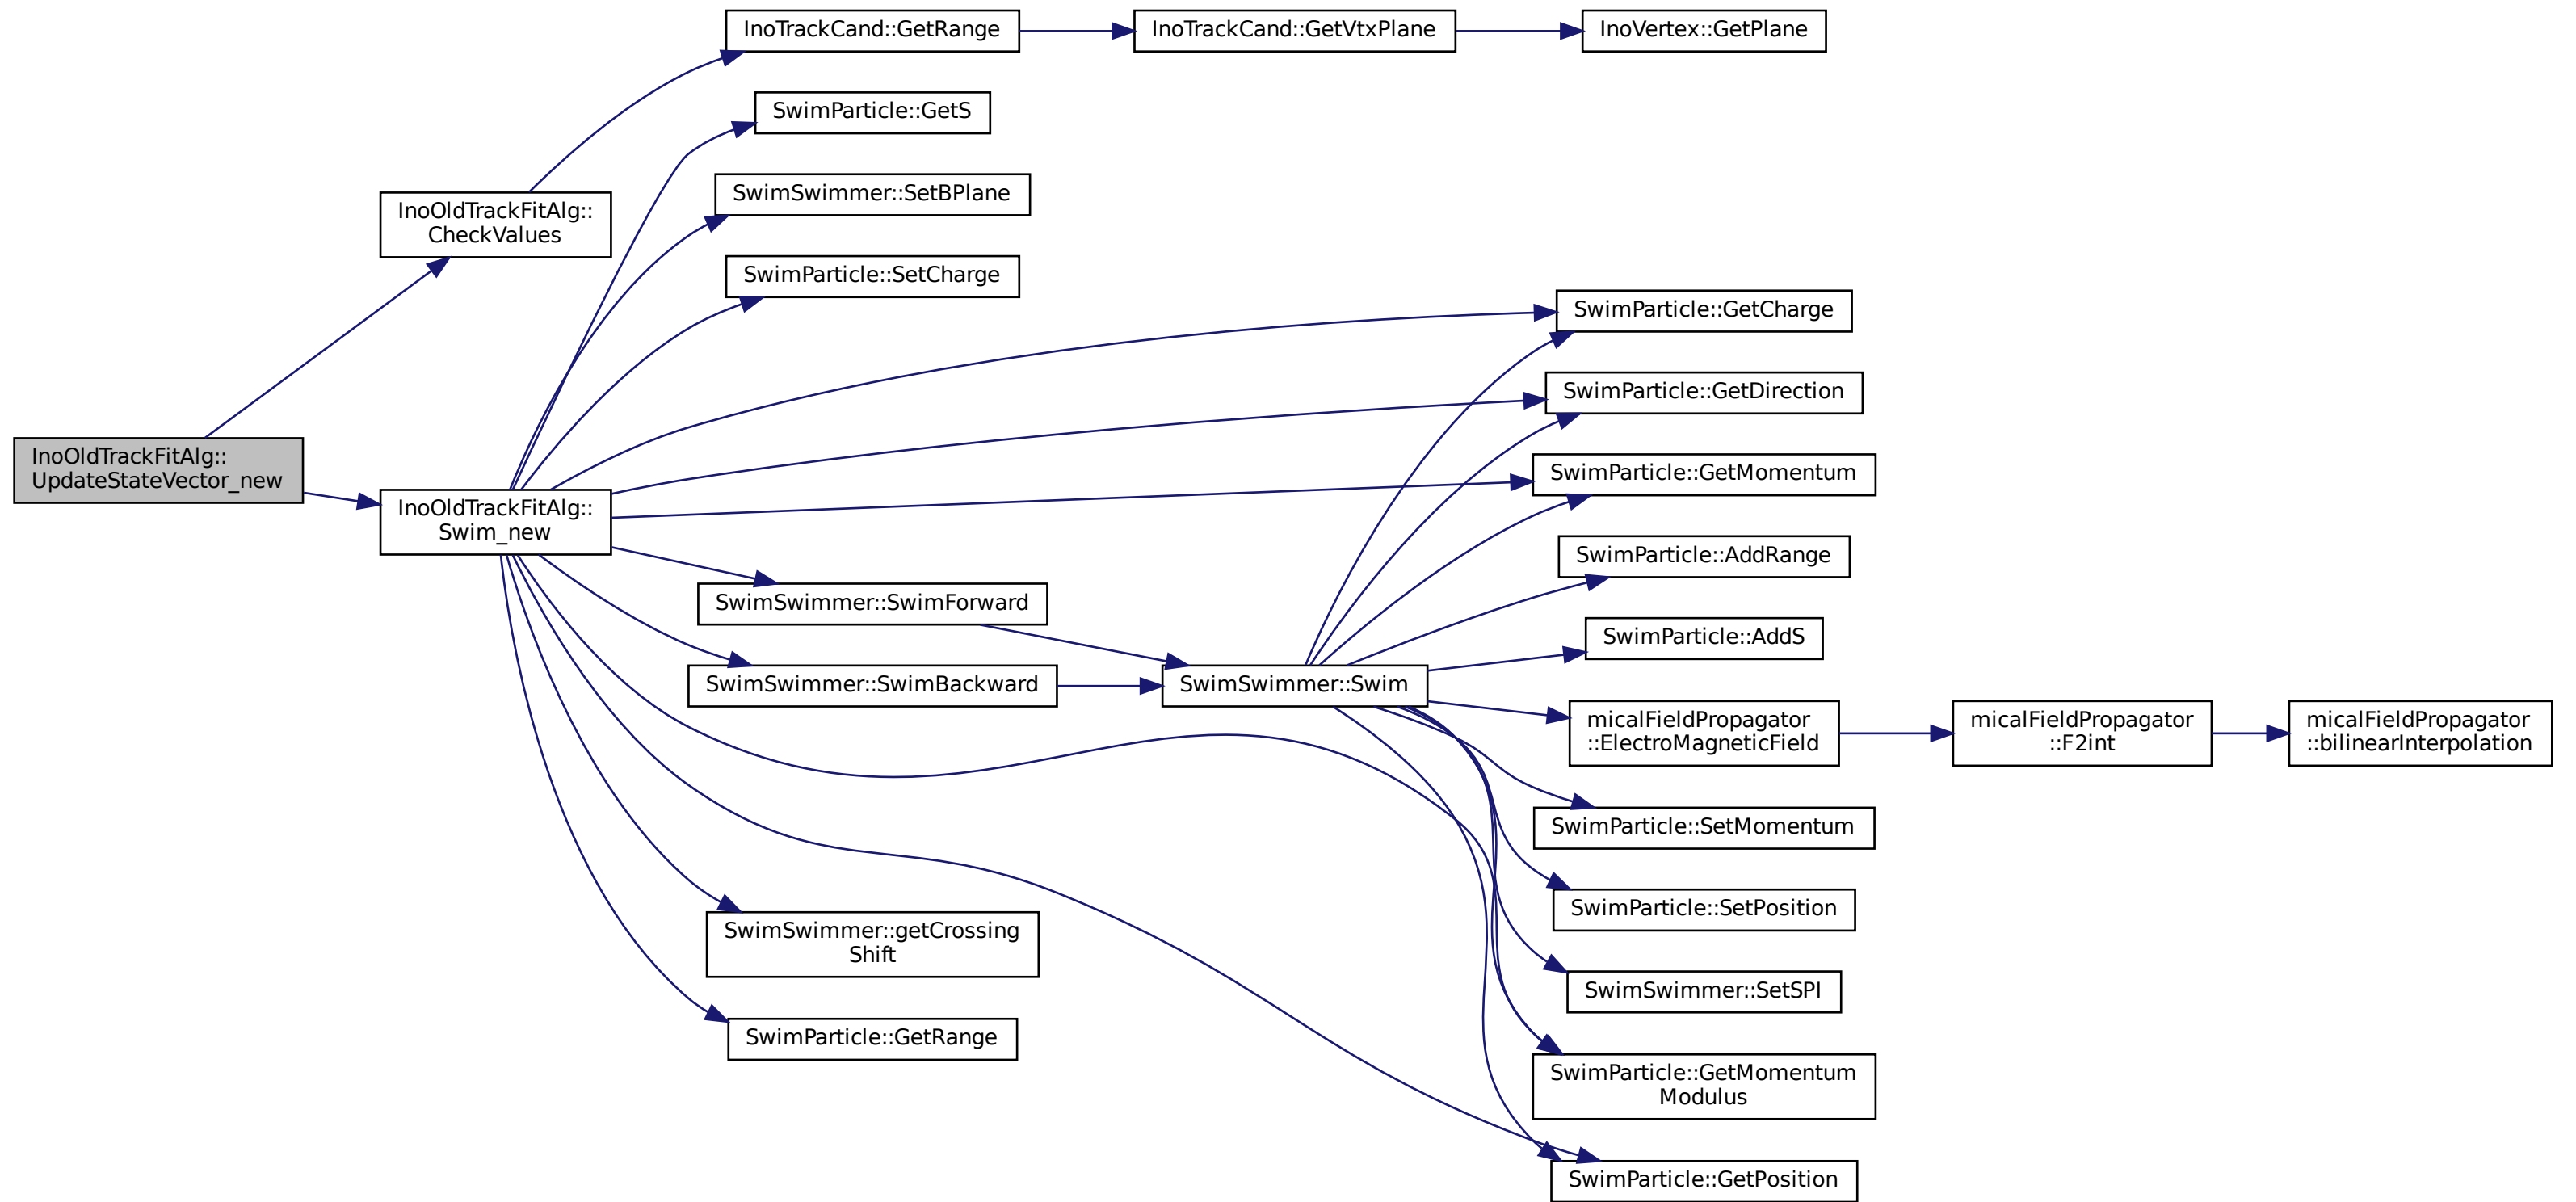 InoTrackCand::GetRange
InoTrackCand::GetVtxPlane
InoVertex::GetPlane
SwimParticle::GetS
SwimSwimmer::SetBPlane
InoOldTrackFitAlg::
CheckValues
SwimParticle::SetCharge
SwimParticle::GetCharge
SwimParticle::GetDirection
InoOldTrackFitAlg::
UpdateStateVector_new
SwimParticle::GetMomentum
InoOldTrackFitAlg::
Swim_new
SwimParticle::AddRange
SwimSwimmer::SwimForward
SwimParticle::AddS
SwimSwimmer::SwimBackward
SwimSwimmer::Swim
micalFieldPropagator
::ElectroMagneticField
micalFieldPropagator
::F2int
micalFieldPropagator
::bilinearInterpolation
SwimParticle::SetMomentum
SwimParticle::SetPosition
SwimSwimmer::getCrossing
Shift
SwimSwimmer::SetSPI
SwimParticle::GetRange
SwimParticle::GetMomentum
Modulus
SwimParticle::GetPosition